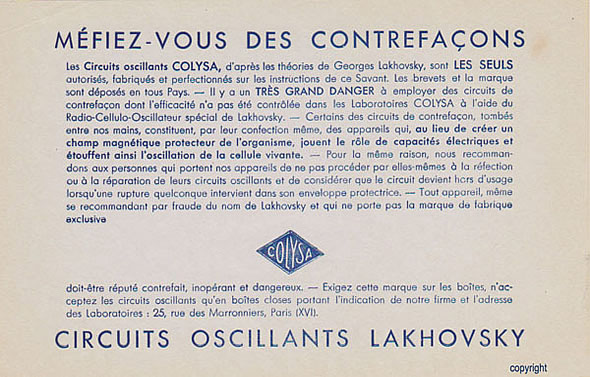 MÉFIEZ-VOUS DES CONTREFAÇONS
Les Circuits oscillants COLYSA, d'après les théories de Georges Lakhovsky, sont LES SEULS
autorisés, fabriqués et perfectionnés sur les instructions de ce Savant. Les brevets et la marque
sont déposés en tous Pays. — Il y a un TRÈS GRAND DANGER à employer des circuits de
contrefaçon dont l'efficacité n'a pas été contrôlée dans les Laboratoires COLYSA à l'aide du
Radio-Cellulo-Oscillateur spécial de Lakhovsky. — Certains des circuits de contrefaçon, tombés
entre nos mains, constituent, par leur confection même, des appareils qui, au lieu de créer un
champ magnétique protecteur de l'organisme, jouent le rôle de capacités électriques et
étouffent ainsi l'oscillation de la cellule vivante. — Pour la même raison, nous recomman-
dons aux personnes qui portent nos appareils de ne pas procéder par elles-mêmes à la réfection
ou à la réparation de leurs circuits oscillants et de considérer que le circuit devient hors d'usage
lorsqu'une rupture quelconque intervient dans son enveloppe protectrice. — Tout appareil, même
se recommandant par fraude du nom de Lakhovsky et qui ne porte pas la marque de fabrique
exclusive
COLYSA
doit-être réputé contrefait, inopérant et dangereux. — Exigez cette marque sur les boîtes, n'ac-
ceptez les circuits oscillants qu'en boîtes closes portant l'indication de notre firme et l'adresse
des Laboratoires : 25, rue des Marronniers, Paris (XVI).
CIRCUITS OSCILLANTS LAKHOVSKY
copyright